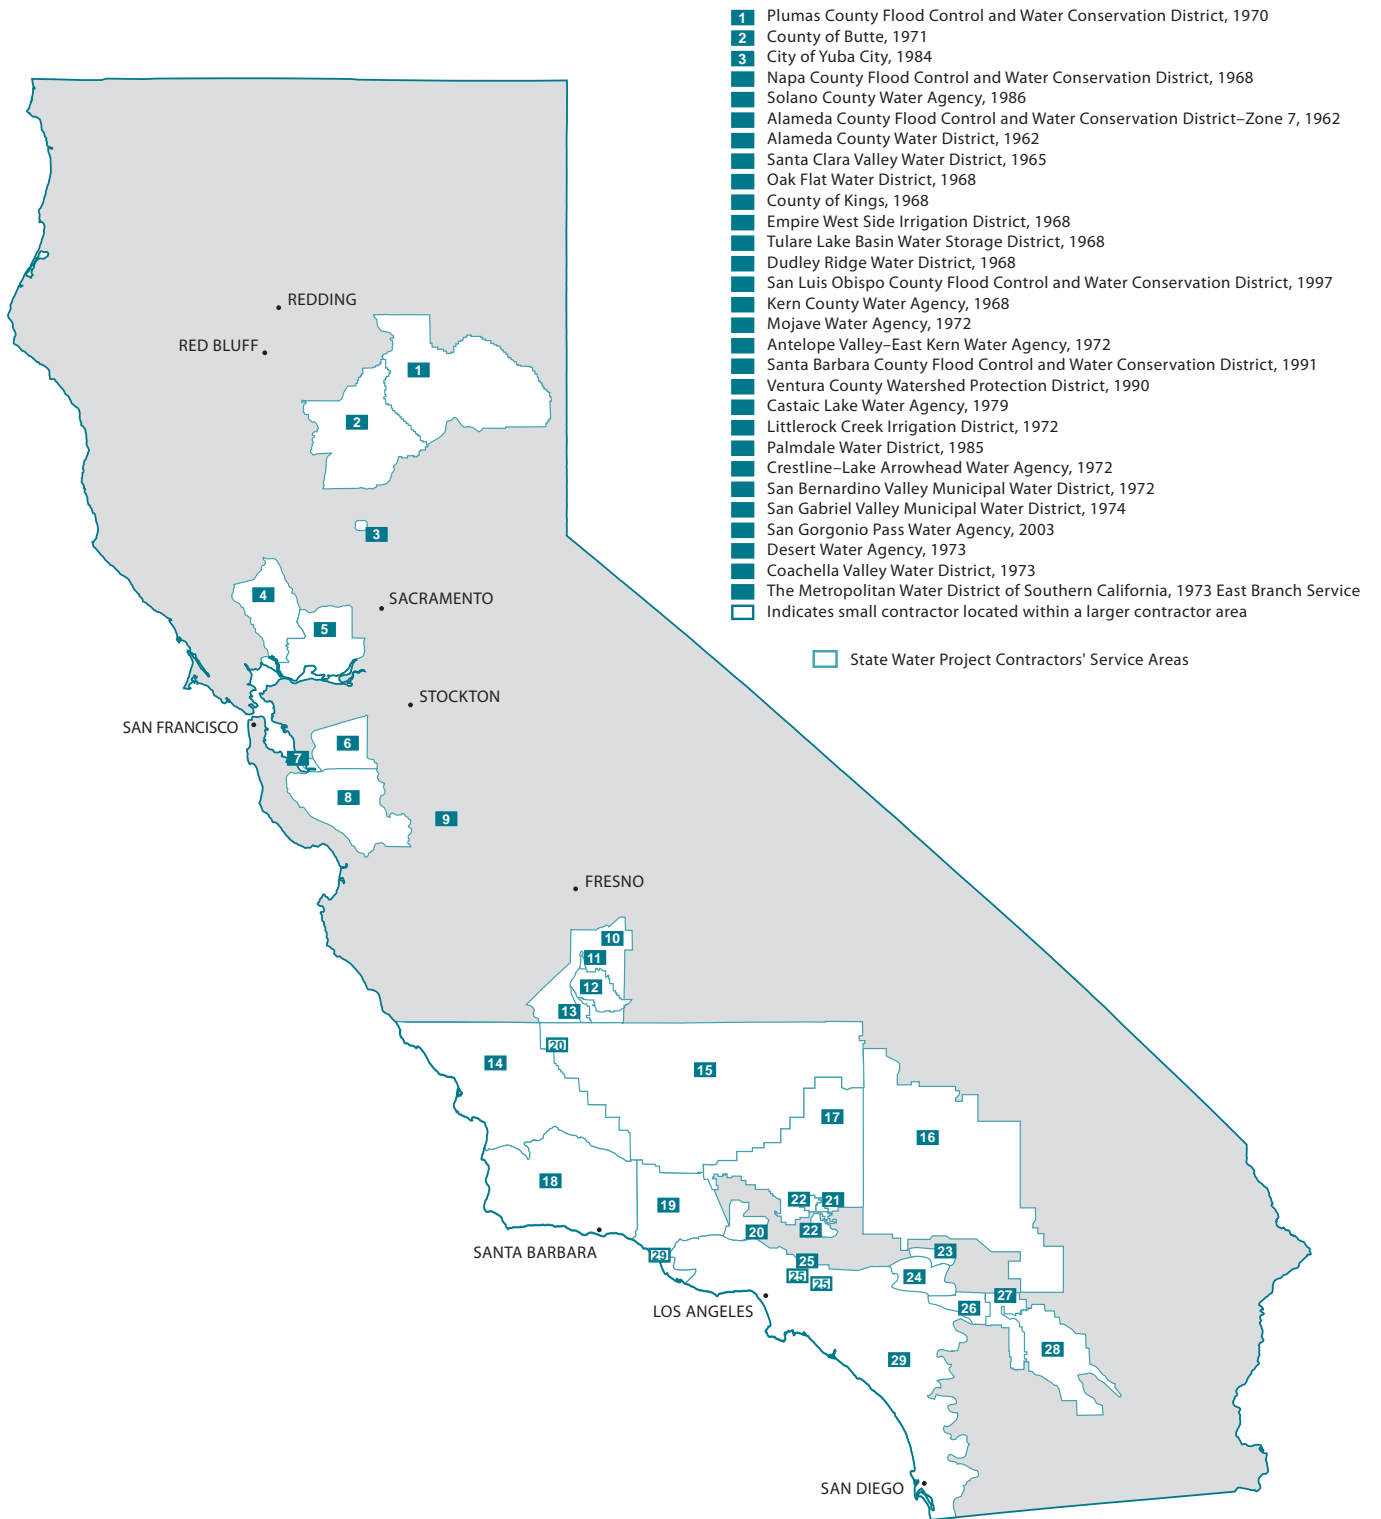 1 Plumas County Flood Control and Water Conservation District, 1970
2 County of Butte, 1971
3 City of Yuba City, 1984
Napa County Flood Control and Water Conservation District, 1968
Solano County Water Agency, 1986
Alameda County Flood Control and Water Conservation District–Zone 7, 1962
Alameda County Water District, 1962
Santa Clara Valley Water District, 1965
Oak Flat Water District, 1968
County of Kings, 1968
Empire West Side Irrigation District, 1968
Tulare Lake Basin Water Storage District, 1968
Dudley Ridge Water District, 1968
San Luis Obispo County Flood Control and Water Conservation District, 1997
Kern County Water Agency, 1968
Mojave Water Agency, 1972
Antelope Valley–East Kern Water Agency, 1972
Santa Barbara County Flood Control and Water Conservation District, 1991
Ventura County Watershed Protection District, 1990
Castaic Lake Water Agency, 1979
Littlerock Creek Irrigation District, 1972
Palmdale Water District, 1985
Crestline–Lake Arrowhead Water Agency, 1972
San Bernardino Valley Municipal Water District, 1972
San Gabriel Valley Municipal Water District, 1974
San Gorgonio Pass Water Agency, 2003
Desert Water Agency, 1973
Coachella Valley Water District, 1973
The Metropolitan Water District of Southern California, 1973 East Branch Service
Indicates small contractor located within a larger contractor area
State Water Project Contractors' Service Areas
REDDING
RED BLUFF
1
2
3
4
SACRAMENTO
5
STOCKTON
SAN FRANCISCO
6
7
8
9
FRESNO
10
11
12
13
20
14
15
17
16
18
22
21
19
22
20
SANTA BARBARA
29
23
25
25
25
24
27
LOS ANGELES
26
28
29
SAN DIEGO